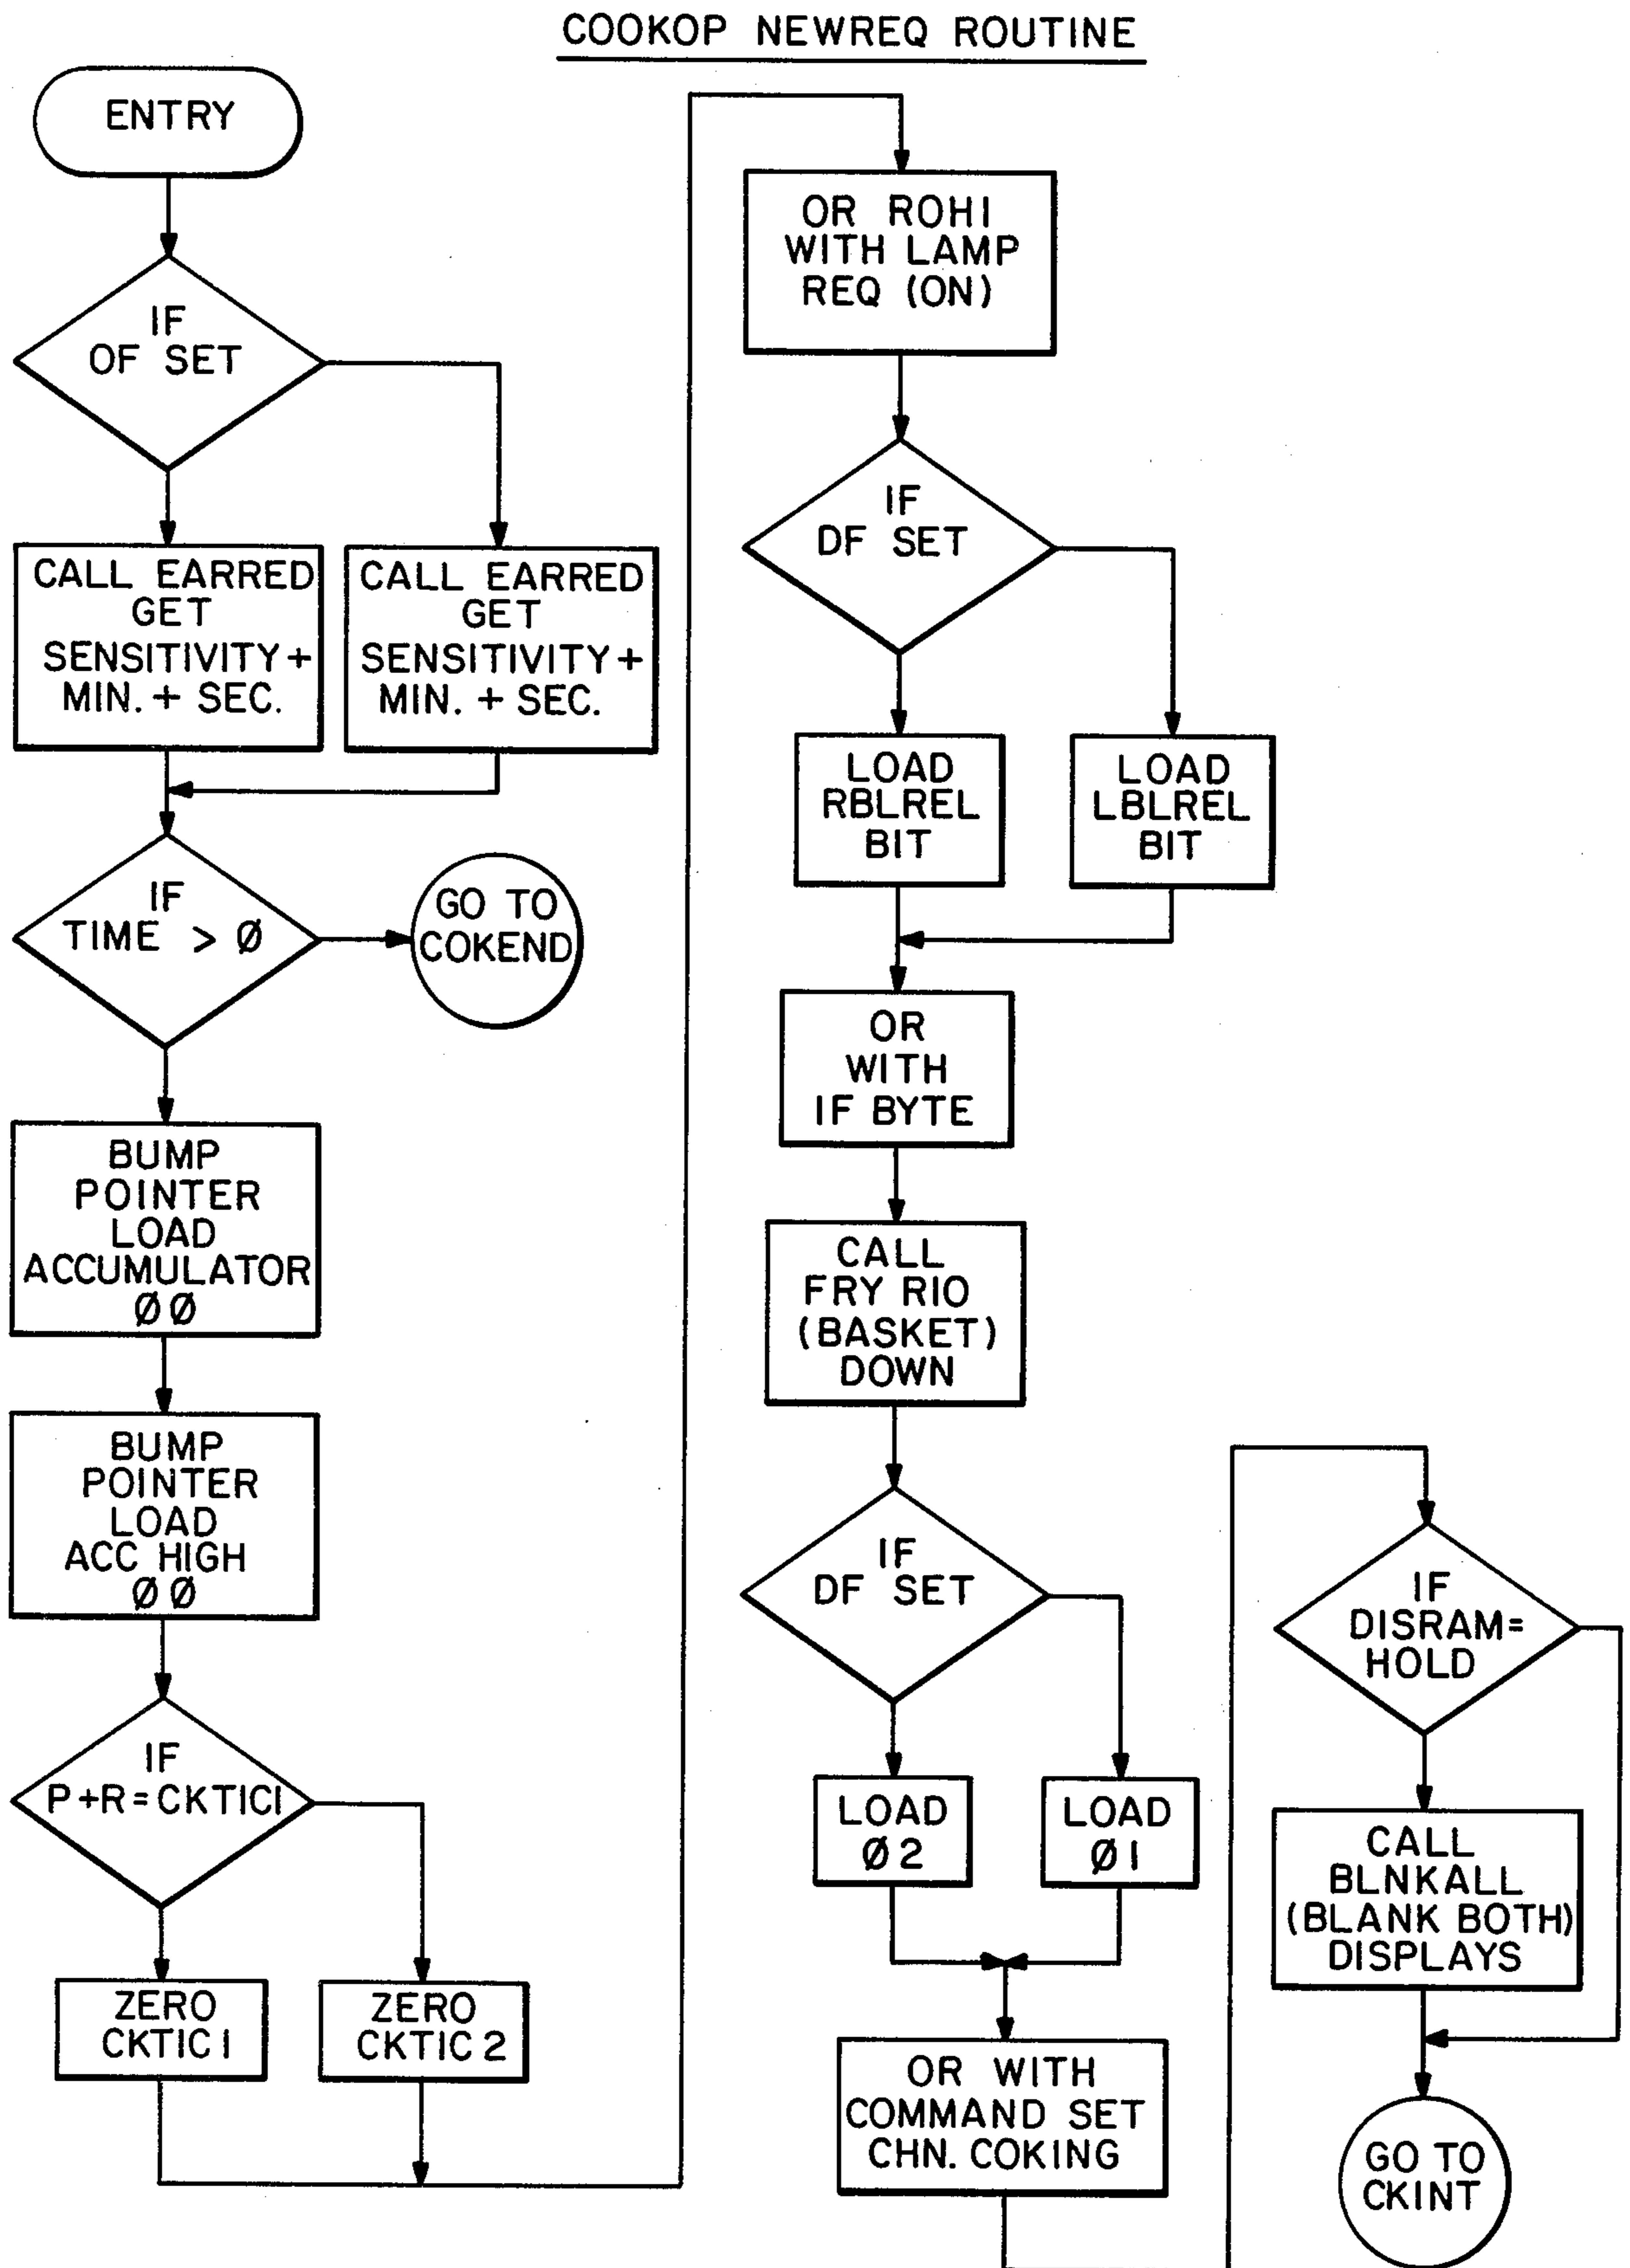 COOKOP NEWREQ ROUTINE
ENTRY
IF
OF SET
CALL EARRED
GET
SENSITIVITY +
MIN. + SEC.
CALL EARRED
GET
SENSITIVITY +
MIN. + SEC.
IF
TIME > Ø
GO TO
COKEND
BUMP
POINTER
LOAD
ACCUMULATOR
ØØ
BUMP
POINTER
LOAD
ACC HIGH
ØØ
IF
P+R=CKTIC1
ZERO
CKTIC 1
ZERO
CKTIC 2
OR ROHI
WITH LAMP
REQ (ON)
IF
DF SET
LOAD
RBLREL
BIT
LOAD
LBLREL
BIT
OR
WITH
IF BYTE
CALL
FRY RIO
(BASKET)
DOWN
IF
DF SET
LOAD
Ø2
LOAD
Ø1
OR WITH
COMMAND SET
CHN. COKING
IF
DISRAM=
HOLD
CALL
BLNKALL
(BLANK BOTH)
DISPLAYS
GO TO
CKINT